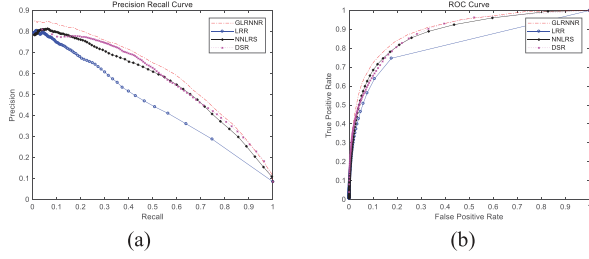 Precision Recall Curve
1
0.9
0.8
0.7
0.6
0.5
0.4
0.3
0.2
0.1
0
Precision
GLRNNR
LRR
NNLRS
DSR
0 0.1 0.2 0.3 0.4 0.5 0.6 0.7 0.8 0.9 1
Recall
(a)
ROC Curve
1
0.9
0.8
0.7
0.6
0.5
0.4
0.3
0.2
0.1
0
True Positive Rate
GLRNNR
LRR
NNLRS
DSR
0 0.1 0.2 0.3 0.4 0.5 0.6 0.7 0.8 0.9 1
False Positive Rate
(b)